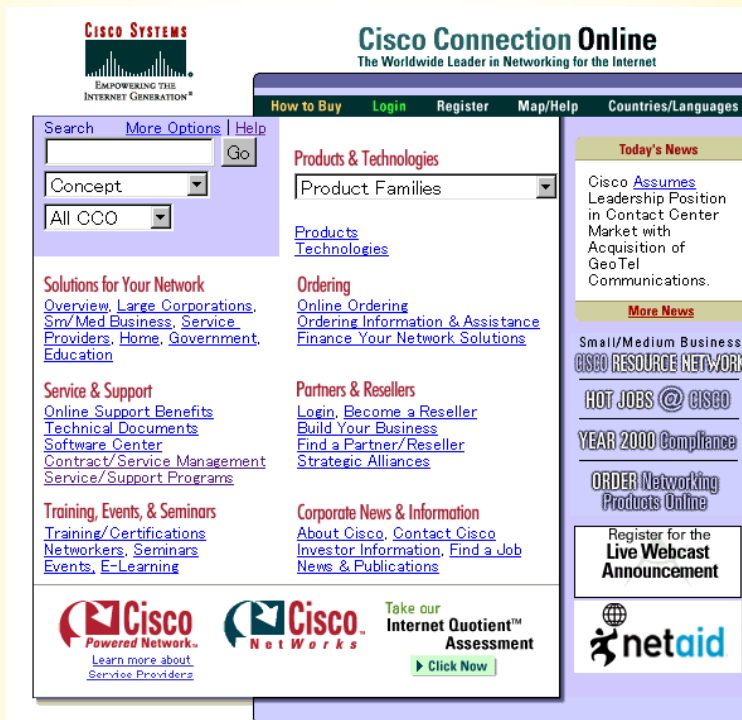 CISCO SYSTEMS
EMPOWERING THE
INTERNET GENERATION®
Cisco Connection Online
The Worldwide Leader in Networking for the Internet
How to Buy Login Register Map/Help Countries/Languages
Search More Options | Help
Go
Concept
All CCO
Products & Technologies
Product Families
Products
Technologies
Solutions for Your Network
Overview, Large Corporations,
Sm/Med Business, Service
Providers, Home, Government,
Education
Ordering
Online Ordering
Ordering Information & Assistance
Finance Your Network Solutions
Service & Support
Online Support Benefits
Technical Documents
Software Center
Contract/Service Management
Service/Support Programs
Partners & Resellers
Login, Become a Reseller
Build Your Business
Find a Partner/Reseller
Strategic Alliances
Training, Events, & Seminars
Training/Certifications
Networkers, Seminars
Events, E-Learning
Corporate News & Information
About Cisco, Contact Cisco
Investor Information, Find a Job
News & Publications
Cisco
Powered Network™
Learn more about
Service Providers
Cisco™
NetWorks
Take our
Internet Quotient™
Assessment
Click Now
Today's News
Cisco Assumes
Leadership Position
in Contact Center
Market with
Acquisition of
GeoTel
Communications.
More News
Small/Medium Business
CISCO RESOURCE NETWORK
HOT JOBS @ CISCO
YEAR 2000 Compliance
ORDER Networking
Products Online
Register for the
Live Webcast
Announcement
netaid